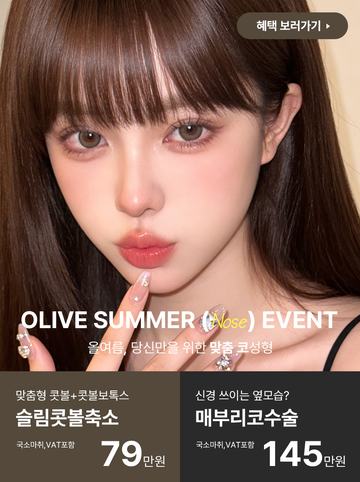 혜택 보러가기 ▸
OLIVE SUMMER (Nose) EVENT
올여름, 당신만을 위한 맞춤 코성형
맞춤형 콧볼+콧볼보톡스
슬림콧볼축소
국소마취,VAT포함
79만원
신경 쓰이는 옆모습?
매부리코수술
국소마취,VAT포함
145만원